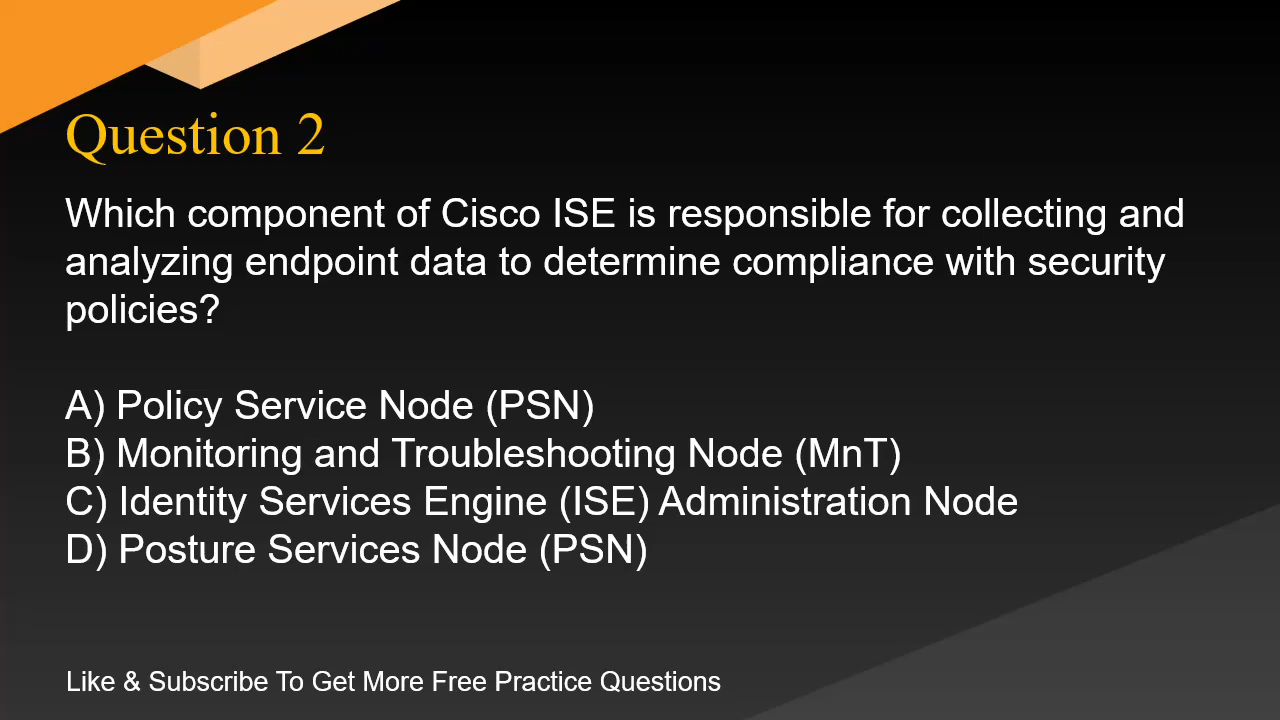 Question 2
Which component of Cisco ISE is responsible for collecting and
analyzing endpoint data to determine compliance with security
policies?
A) Policy Service Node (PSN)
B) Monitoring and Troubleshooting Node (MnT)
C) Identity Services Engine (ISE) Administration Node
D) Posture Services Node (PSN)
Like & Subscribe To Get More Free Practice Questions